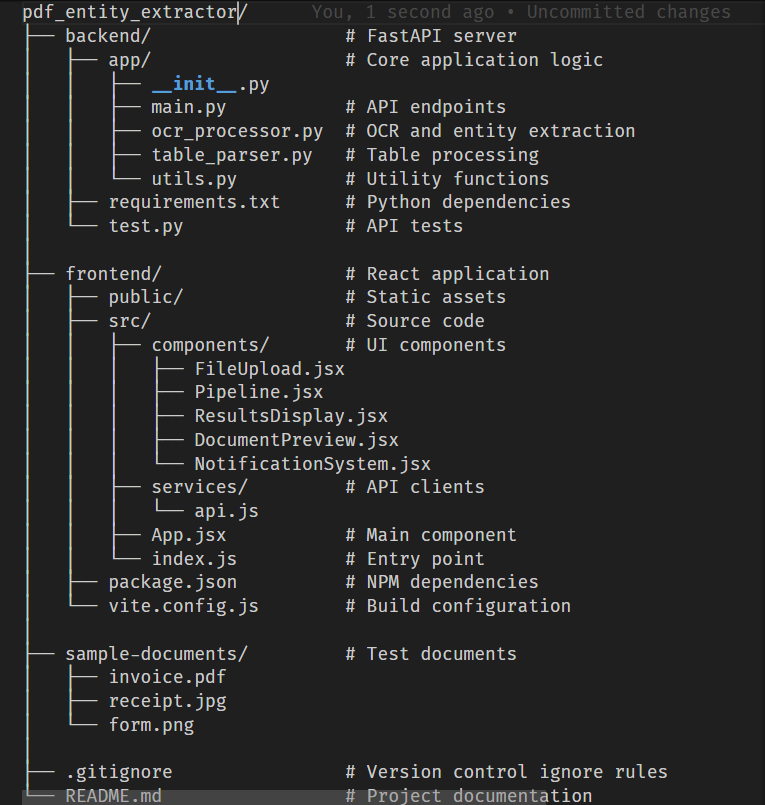 pdf_entity_extractor/ You, 1 second ago • Uncommitted changes
├── backend/ # FastAPI server
│   ├── app/ # Core application logic
│   │   ├── __init__.py
│   │   ├── main.py # API endpoints
│   │   ├── ocr_processor.py # OCR and entity extraction
│   │   ├── table_parser.py # Table processing
│   │   └── utils.py # Utility functions
│   ├── requirements.txt # Python dependencies
│   └── test.py # API tests
│
├── frontend/ # React application
│   ├── public/ # Static assets
│   ├── src/ # Source code
│   │   ├── components/ # UI components
│   │   │   ├── FileUpload.jsx
│   │   │   ├── Pipeline.jsx
│   │   │   ├── ResultsDisplay.jsx
│   │   │   ├── DocumentPreview.jsx
│   │   │   └── NotificationSystem.jsx
│   │   ├── services/ # API clients
│   │   │   └── api.js
│   │   ├── App.jsx # Main component
│   │   └── index.js # Entry point
│   ├── package.json # NPM dependencies
│   └── vite.config.js # Build configuration
│
├── sample-documents/ # Test documents
│   ├── invoice.pdf
│   ├── receipt.jpg
│   └── form.png
│
├── .gitignore # Version control ignore rules
└── README.md # Project documentation